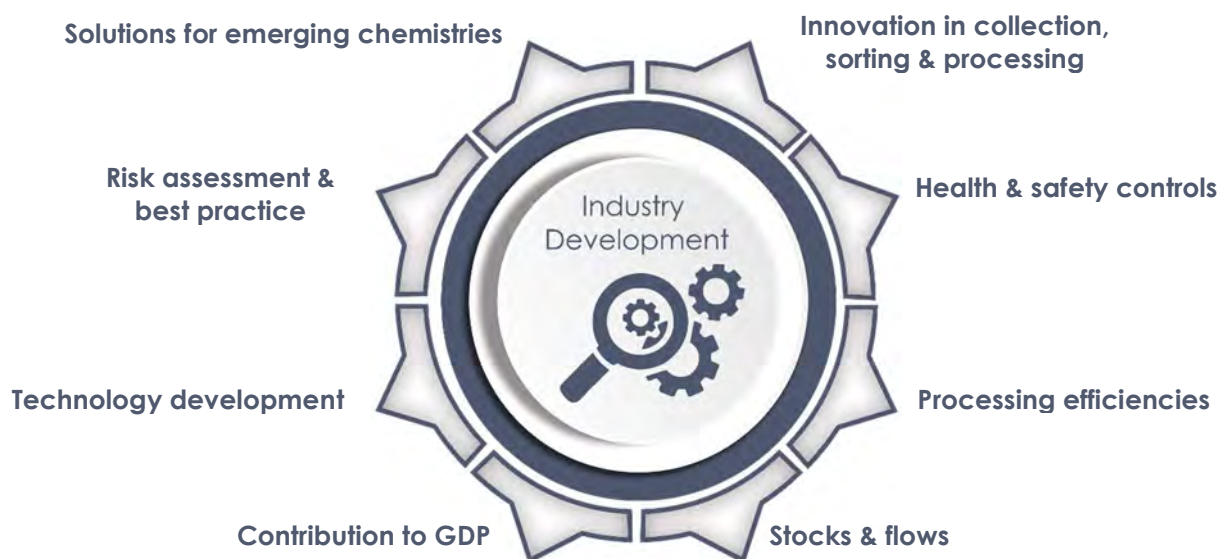 Solutions for emerging chemistries
Innovation in collection,
sorting & processing
Risk assessment &
best practice
Health & safety controls
Industry
Development
Technology development
Processing efficiencies
Contribution to GDP
Stocks & flows